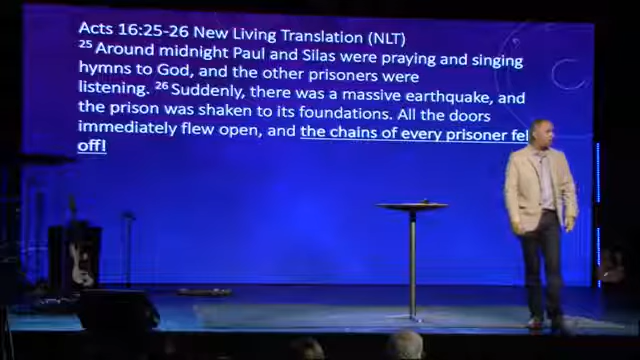 Acts 16:25-26 New Living Translation (NLT)
25 Around midnight Paul and Silas were praying and singing
hymns to God, and the other prisoners were
listening. 26 Suddenly, there was a massive earthquake, and
the prison was shaken to its foundations. All the doors
immediately flew open, and the chains of every prisoner fel
off!